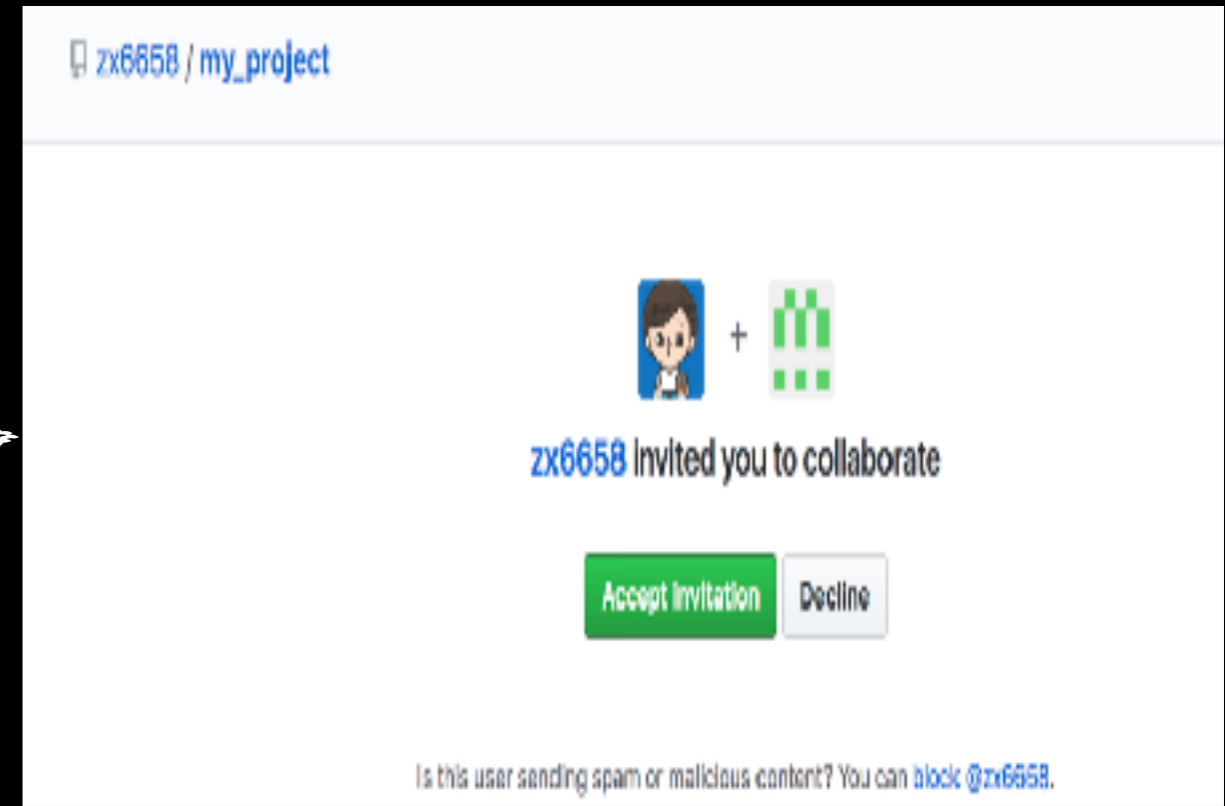 zx6658 / my_project
+
zx6658 invited you to collaborate
Accept invitation Decline
Is this user sending spam or malicious content? You can block @zx6658.